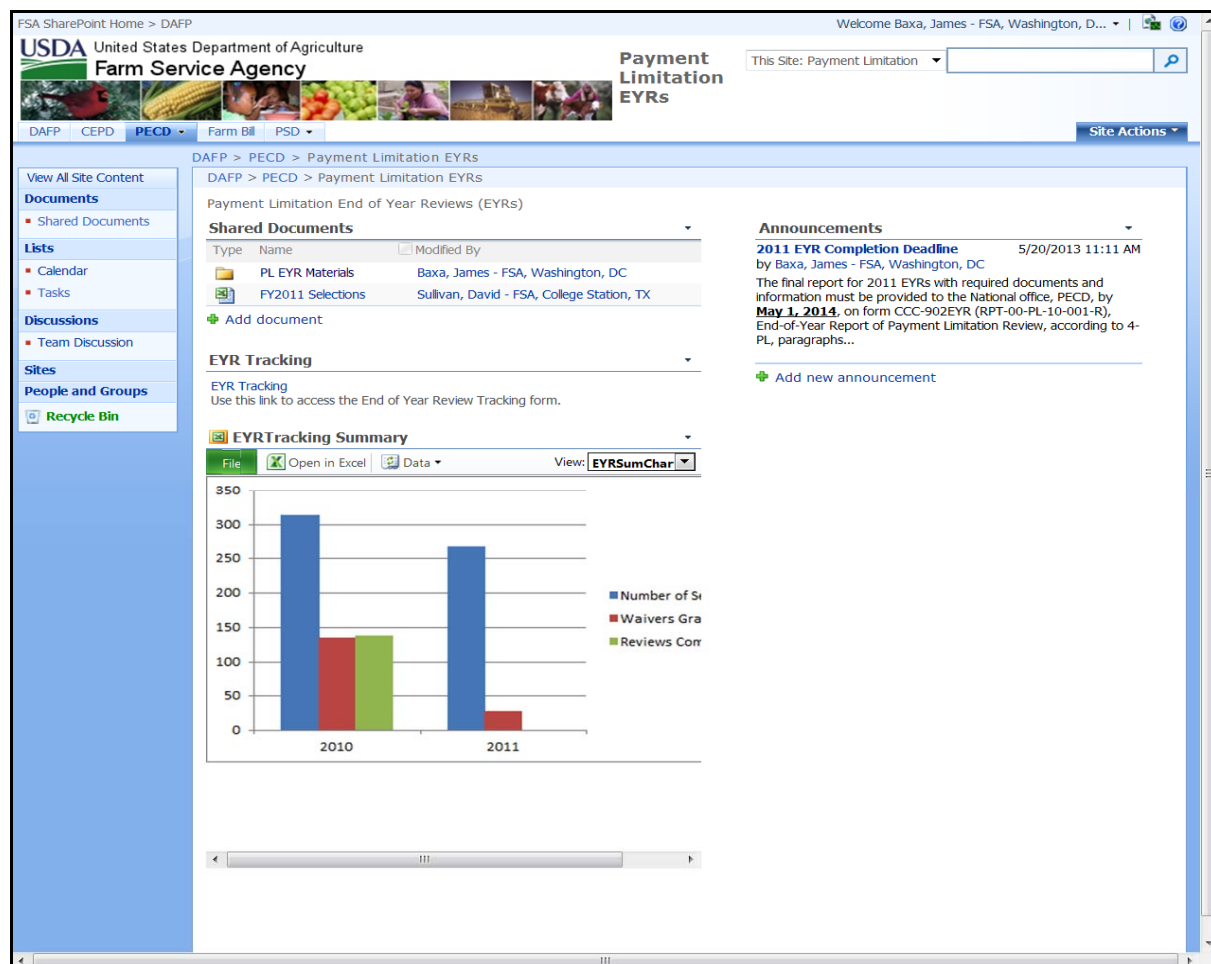 FSA SharePoint Home > DAFP
Welcome Baxa, James - FSA, Washington, D... |
USDA United States Department of Agriculture
Farm Service Agency
Payment
Limitation
EYRs
This Site: Payment Limitation
DAFP CEPD PECD Farm Bill PSD
Site Actions
DAFP > PECD > Payment Limitation EYRs
View All Site Content
Documents
Shared Documents
Lists
Calendar
Tasks
Discussions
Team Discussion
Sites
People and Groups
Recycle Bin
DAFP > PECD > Payment Limitation EYRs
Payment Limitation End of Year Reviews (EYRs)
Shared Documents
Type Name Modified By
PL EYR Materials Baxa, James - FSA, Washington, DC
FY2011 Selections Sullivan, David - FSA, College Station, TX
Add document
EYR Tracking
EYR Tracking
Use this link to access the End of Year Review Tracking form.
EYRTracking Summary
File Open in Excel Data View: EYRSumChar
350
300
250
200
150
100
50
0
2010 2011
Number of Se
Waivers Gra
Reviews Com
Announcements
2011 EYR Completion Deadline 5/20/2013 11:11 AM
by Baxa, James - FSA, Washington, DC
The final report for 2011 EYRs with required documents and
information must be provided to the National office, PECD, by
May 1, 2014, on form CCC-902EYR (RPT-00-PL-10-001-R),
End-of-Year Report of Payment Limitation Review, according to 4-
PL, paragraphs...
Add new announcement